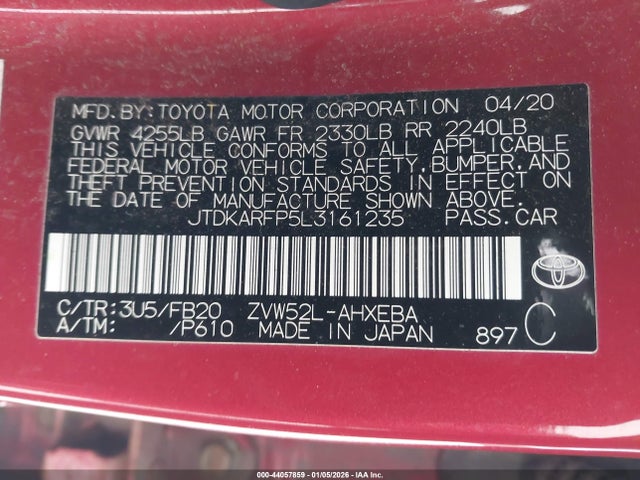 MFD.BY:TOYOTA MOTOR CORPORATION 04/20
GVWR 4255LB GAWR FR 2330LB RR 2240LB
THIS VEHICLE CONFORMS TO ALL APPLICABLE
FEDERAL MOTOR VEHICLE SAFETY,BUMPER,AND
THEFT PREVENTION STANDARDS IN EFFECT ON
THE DATE OF MANUFACTURE SHOWN ABOVE.
JTDKARFP5L3161235 PASS.CAR
C/TR:3U5/FB20 ZVW52L-AHXEBA
A/TM: /P610 MADE IN JAPAN 897 C
000-44057859 | 01/05/2026 - IAAI.COM